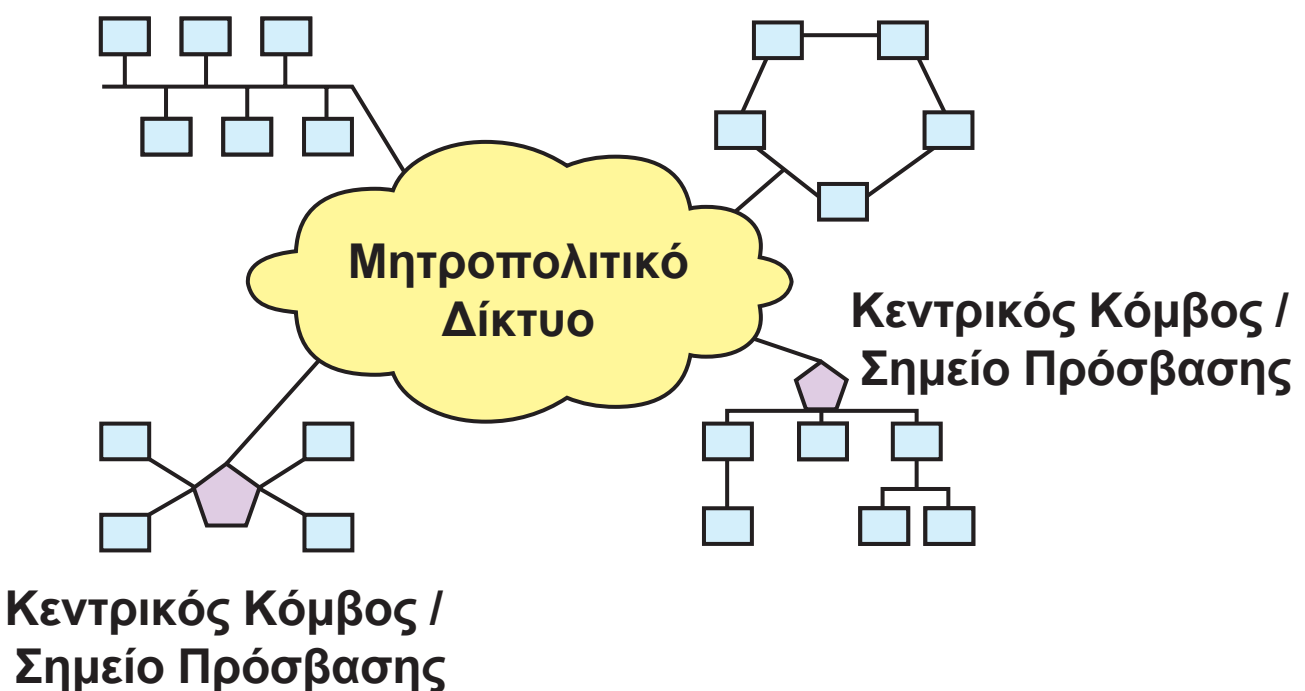 Μητροπολιτικό
Δίκτυο
Κεντρικός Κόμβος /
Σημείο Πρόσβασης
Κεντρικός Κόμβος /
Σημείο Πρόσβασης